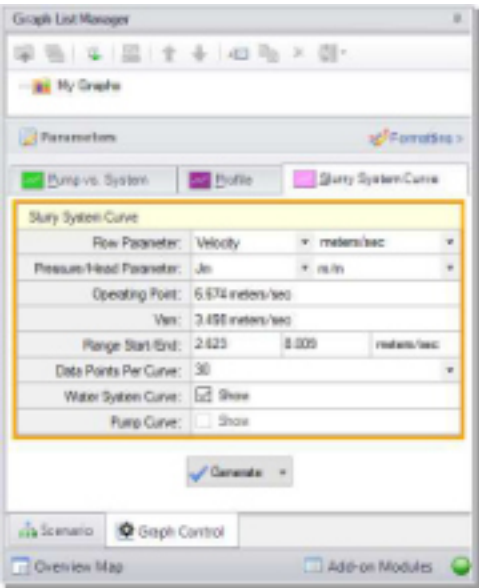 Graph List Manager
My Graphs
Parameters Formatting >
Pump vs. System Profile Slurry System Curve
Slurry System Curve
Flow Parameter: Velocity meters/sec
Pressure/Head Parameter: Jm m/m
Operating Point: 6.674 meters/sec
Vsm: 3.498 meters/sec
Range Start/End: 2.623 8.009 meters/sec
Data Points Per Curve: 30
Water System Curve: Show
Pump Curve: Show
Generate
Scenario Graph Control
Overview Map Add-on Modules